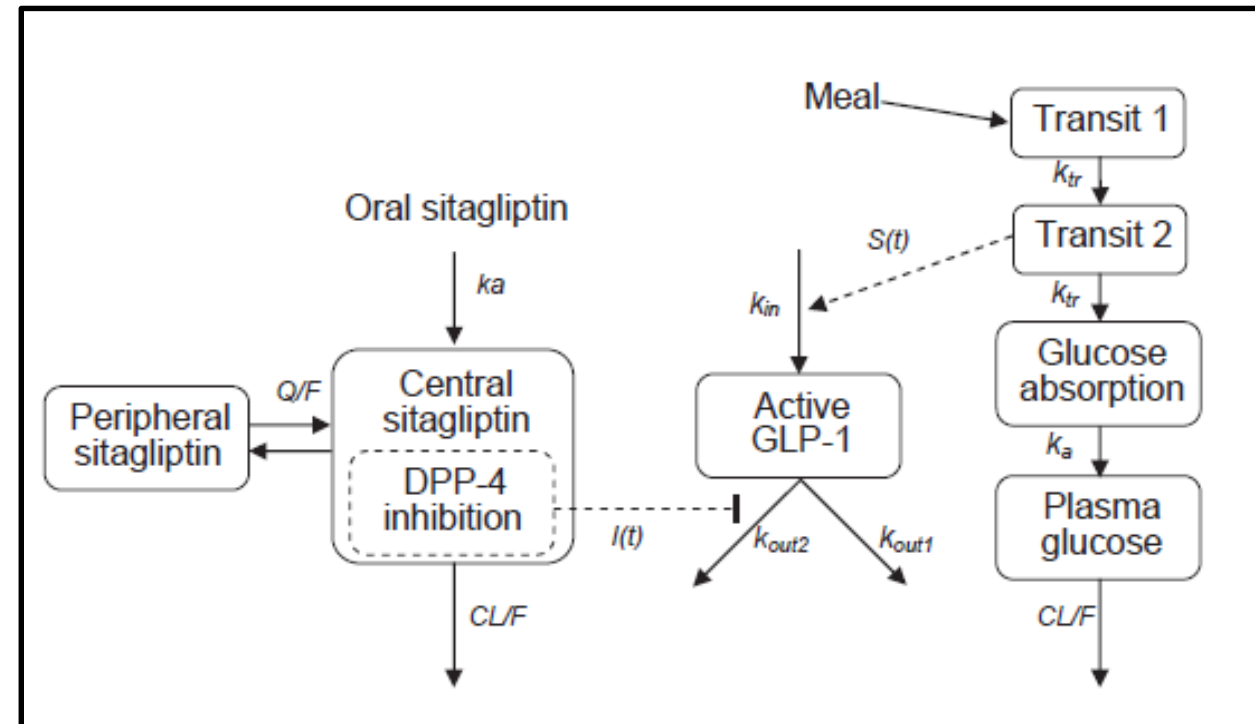 Meal
Transit 1
ktr
Oral sitagliptin
S(t)
Transit 2
ka
kin
ktr
Peripheral
sitagliptin
Q/F
Central
sitagliptin
DPP-4
inhibition
I(t)
Active
GLP-1
kout2
kout1
Glucose
absorption
ka
Plasma
glucose
CL/F
CL/F